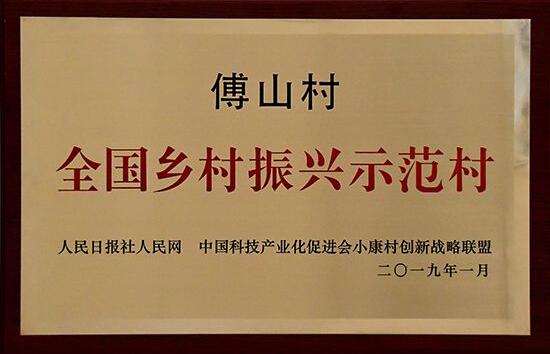 傅山村
全国乡村振兴示范村
人民日报社人民网 中国科技产业化促进会小康村创新战略联盟
二〇一九年一月